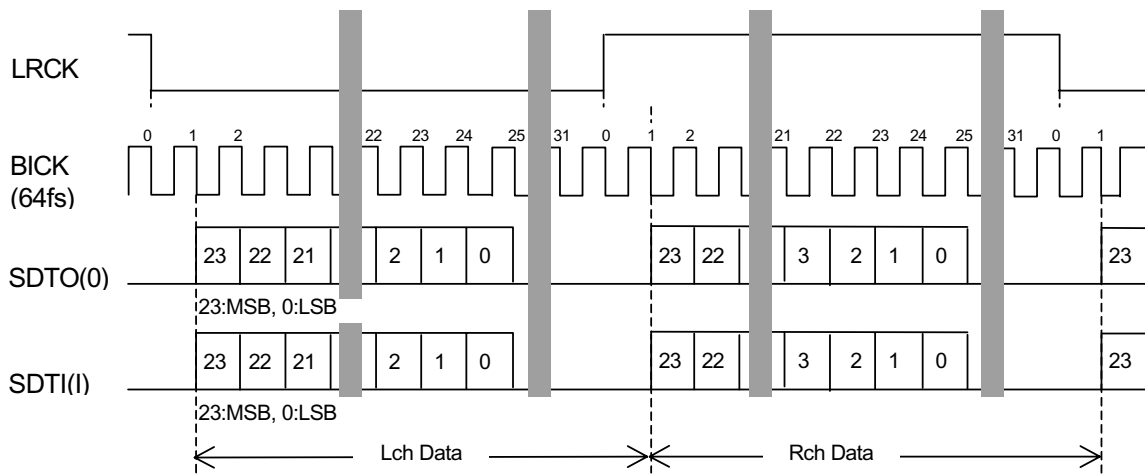 LRCK
0 1 2 22 23 24 25 31 0 1 2 21 22 23 24 25 31 0 1
BICK
(64fs)
23 22 21 2 1 0 23 22 3 2 1 0 23
SDTO(0)
23:MSB, 0:LSB
23 22 21 2 1 0 23 22 3 2 1 0 23
SDTI(I)
23:MSB, 0:LSB
Lch Data Rch Data